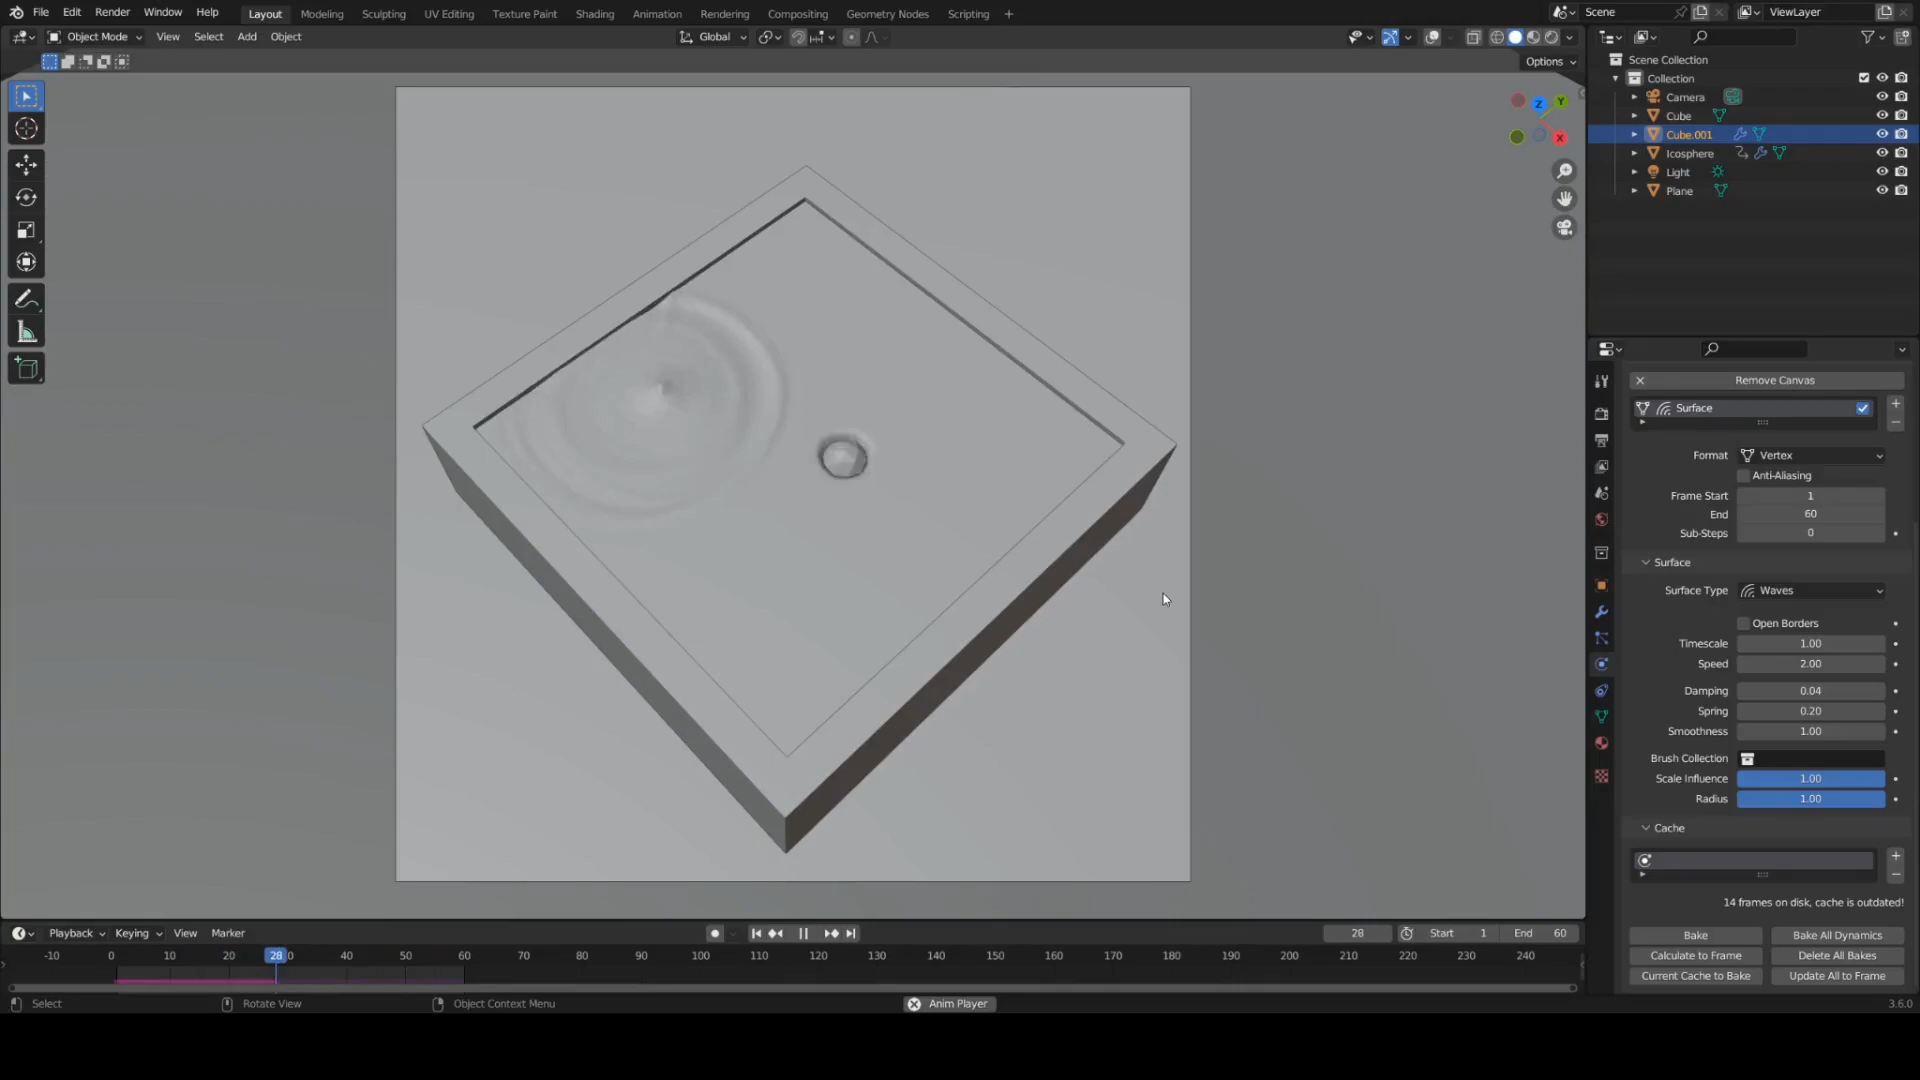 File Edit Render Window Help Layout Modeling Sculpting UV Editing Texture Paint Shading Animation Rendering Compositing Geometry Nodes Scripting + Scene ViewLayer
Object Mode View Select Add Object Global
Options
Scene Collection
Collection
Camera
Cube
Cube.001
Icosphere
Light
Plane
Z Y
X
Remove Canvas
Surface
Format Vertex
Anti-Aliasing
Frame Start 1
End 60
Sub-Steps 0
Surface
Surface Type Waves
Open Borders
Timescale 1.00
Speed 2.00
Damping 0.04
Spring 0.20
Smoothness 1.00
Brush Collection
Scale Influence 1.00
Radius 1.00
Cache
14 frames on disk, cache is outdated!
Bake Bake All Dynamics
Calculate to Frame Delete All Bakes
Current Cache to Bake Update All to Frame
Playback Keying View Marker 28 Start 1 End 60
-10 0 10 20 28 40 50 60 70 80 90 100 110 120 130 140 150 160 170 180 190 200 210 220 230 240
Select Rotate View Object Context Menu Anim Player 3.6.0